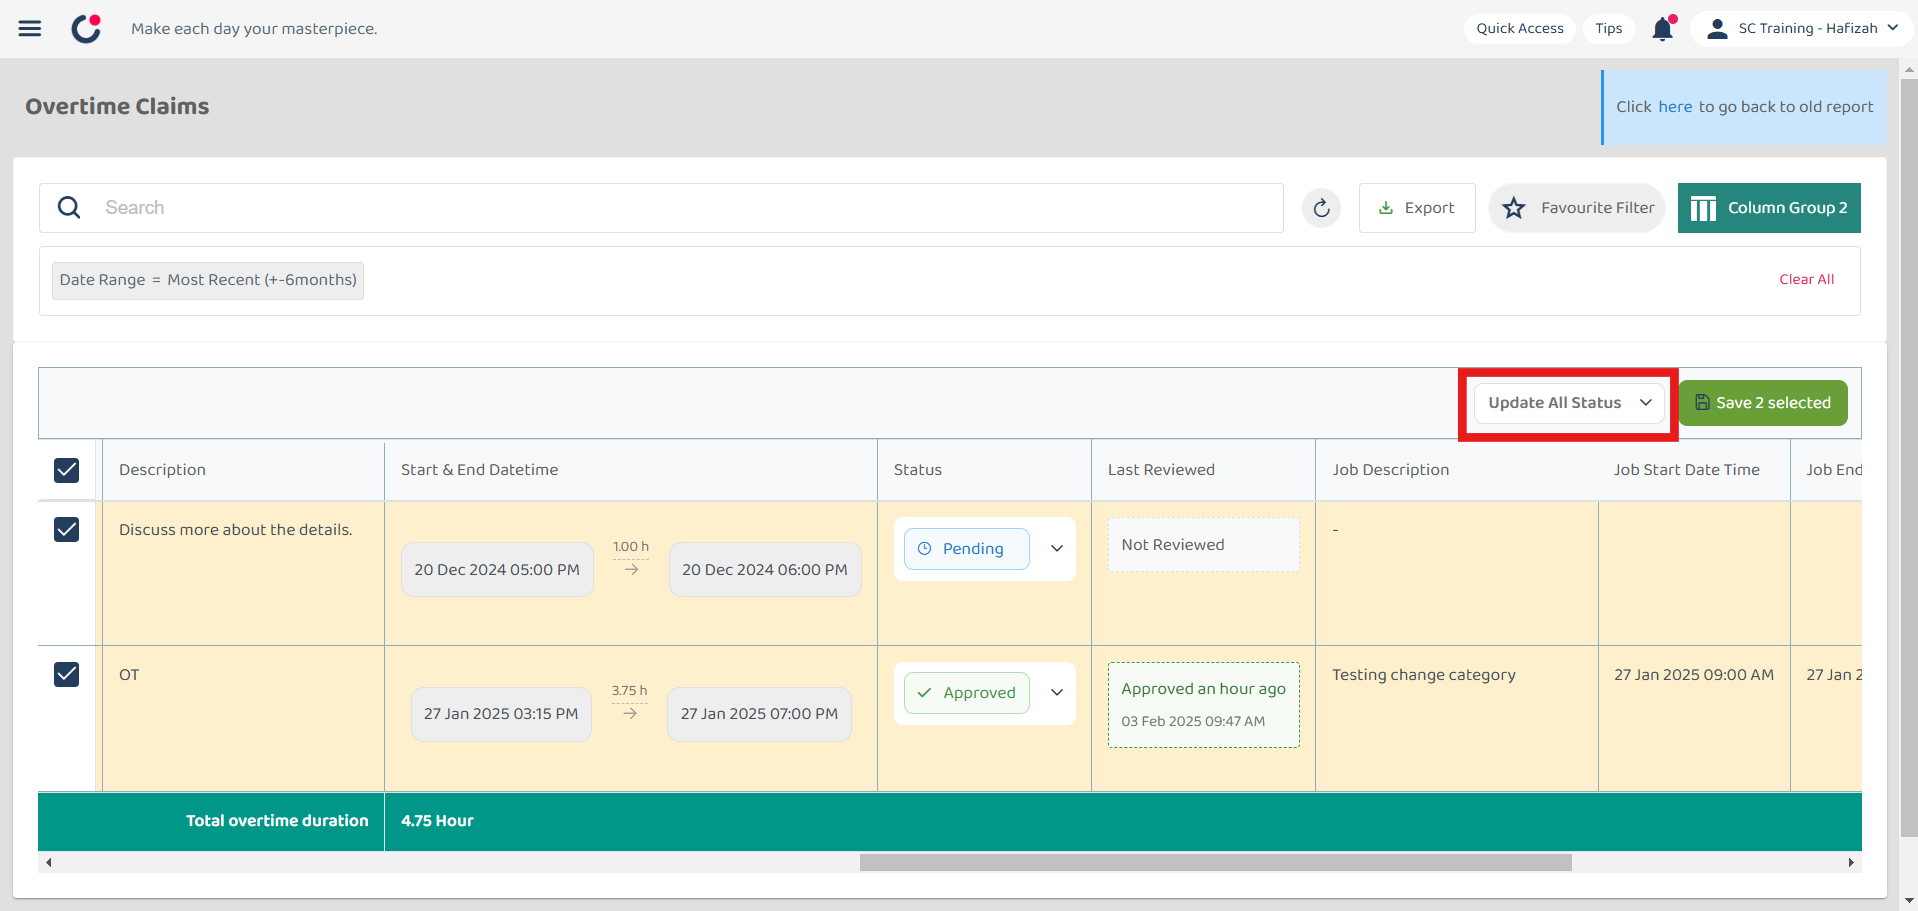 Make each day your masterpiece.
Quick Access
Tips
SC Training - Hafizah
Overtime Claims
Click here to go back to old report
Search
Export
Favourite Filter
Column Group 2
Date Range = Most Recent (+-6months)
Clear All
Update All Status
Save 2 selected
Description
Start & End Datetime
Status
Last Reviewed
Job Description
Job Start Date Time
Job End
Discuss more about the details.
20 Dec 2024 05:00 PM
1.00 h
20 Dec 2024 06:00 PM
Pending
Not Reviewed
-
OT
27 Jan 2025 03:15 PM
3.75 h
27 Jan 2025 07:00 PM
Approved
Approved an hour ago
03 Feb 2025 09:47 AM
Testing change category
27 Jan 2025 09:00 AM
27 Jan 2
Total overtime duration
4.75 Hour